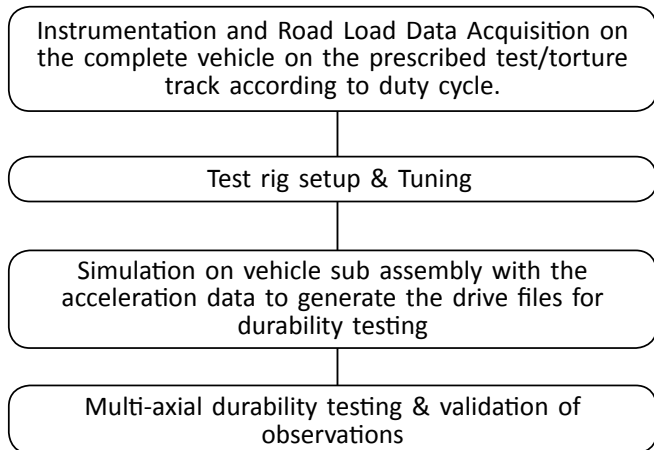 Instrumentation and Road Load Data Acquisition on
the complete vehicle on the prescribed test/torture
track according to duty cycle.
Test rig setup & Tuning
Simulation on vehicle sub assembly with the
acceleration data to generate the drive files for
durability testing
Multi-axial durability testing & validation of
observations